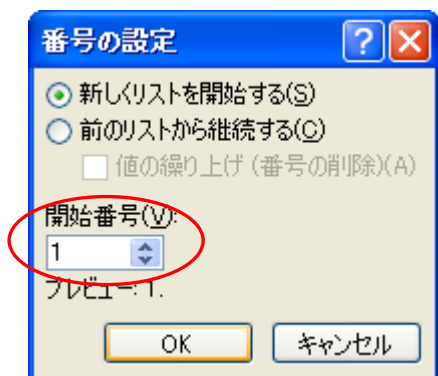 番号の設定
新しくリストを開始する(S)
前のリストから継続する(C)
値の繰り上げ (番号の削除)(A)
開始番号(V):
1
プレビュー: 1.
OK キャンセル